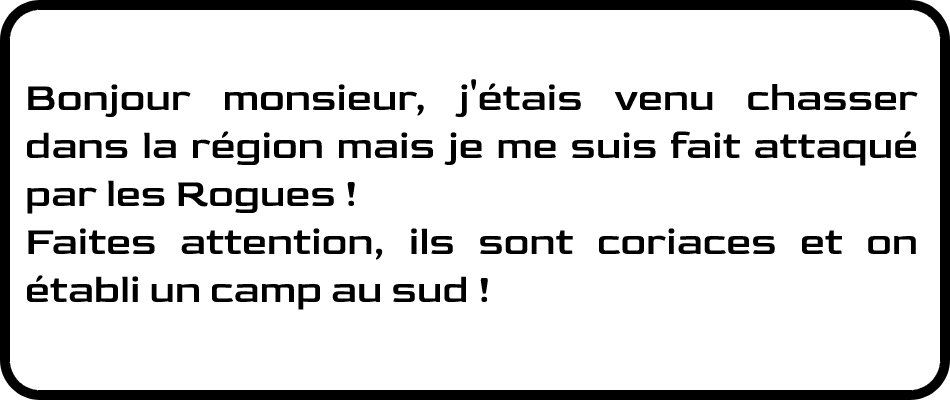 Bonjour monsieur, j'étais venu chasser
dans la région mais je me suis fait attaqué
par les Rogues !
Faites attention, ils sont coriaces et on
établi un camp au sud !